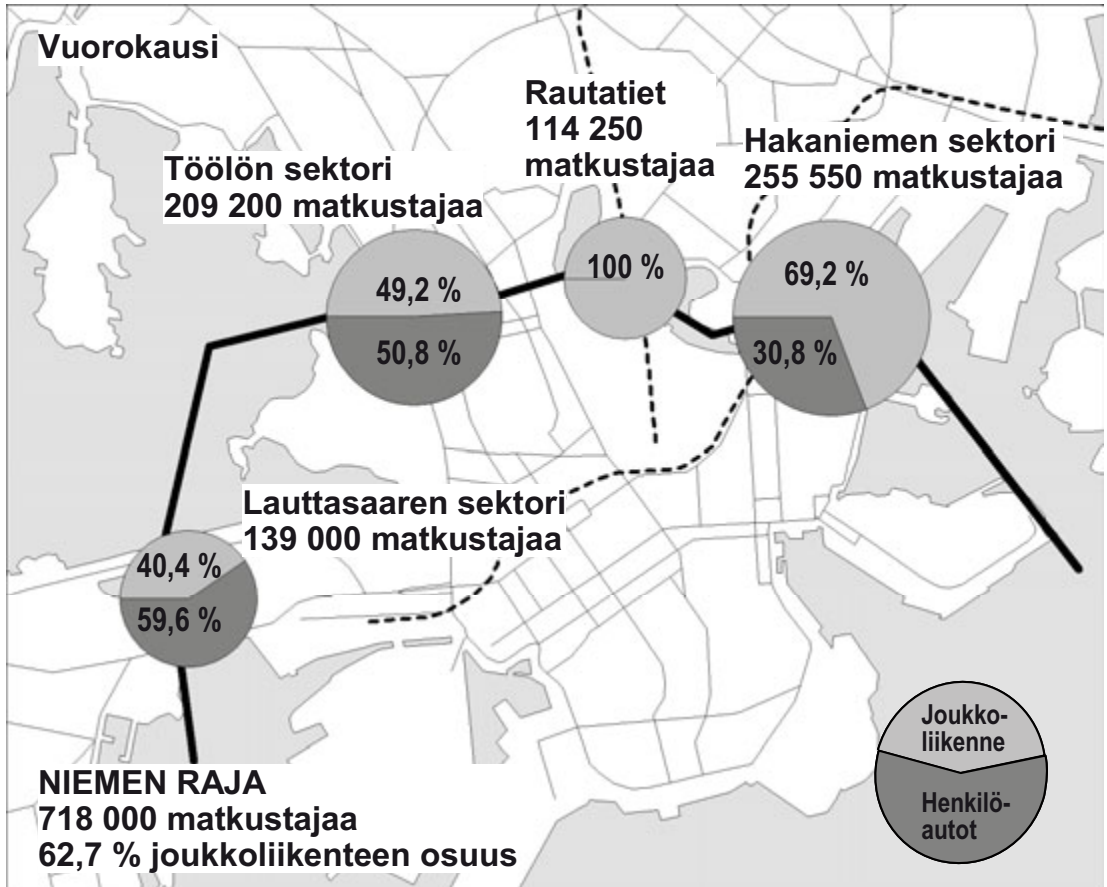 Vuorokausi
Rautatiet
114 250
matkustajaa
Hakaniemen sektori
255 550 matkustajaa
Töölön sektori
209 200 matkustajaa
49,2 %
50,8 %
100 %
69,2 %
30,8 %
Lauttasaaren sektori
139 000 matkustajaa
40,4 %
59,6 %
NIEMEN RAJA
718 000 matkustajaa
62,7 % joukkoliikenteen osuus
Joukko-
liikenne
Henkilö-
autot